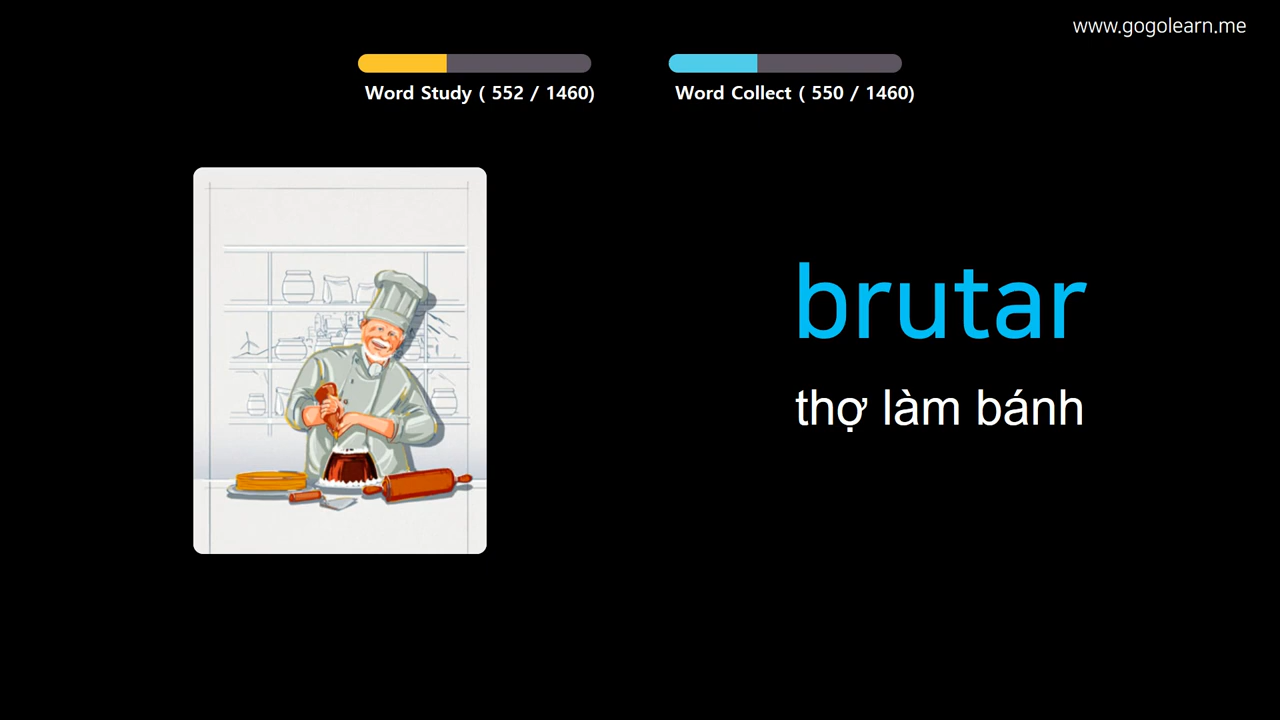 www.gogolearn.me
Word Study ( 552 / 1460)
Word Collect ( 550 / 1460)
brutar
thợ làm bánh